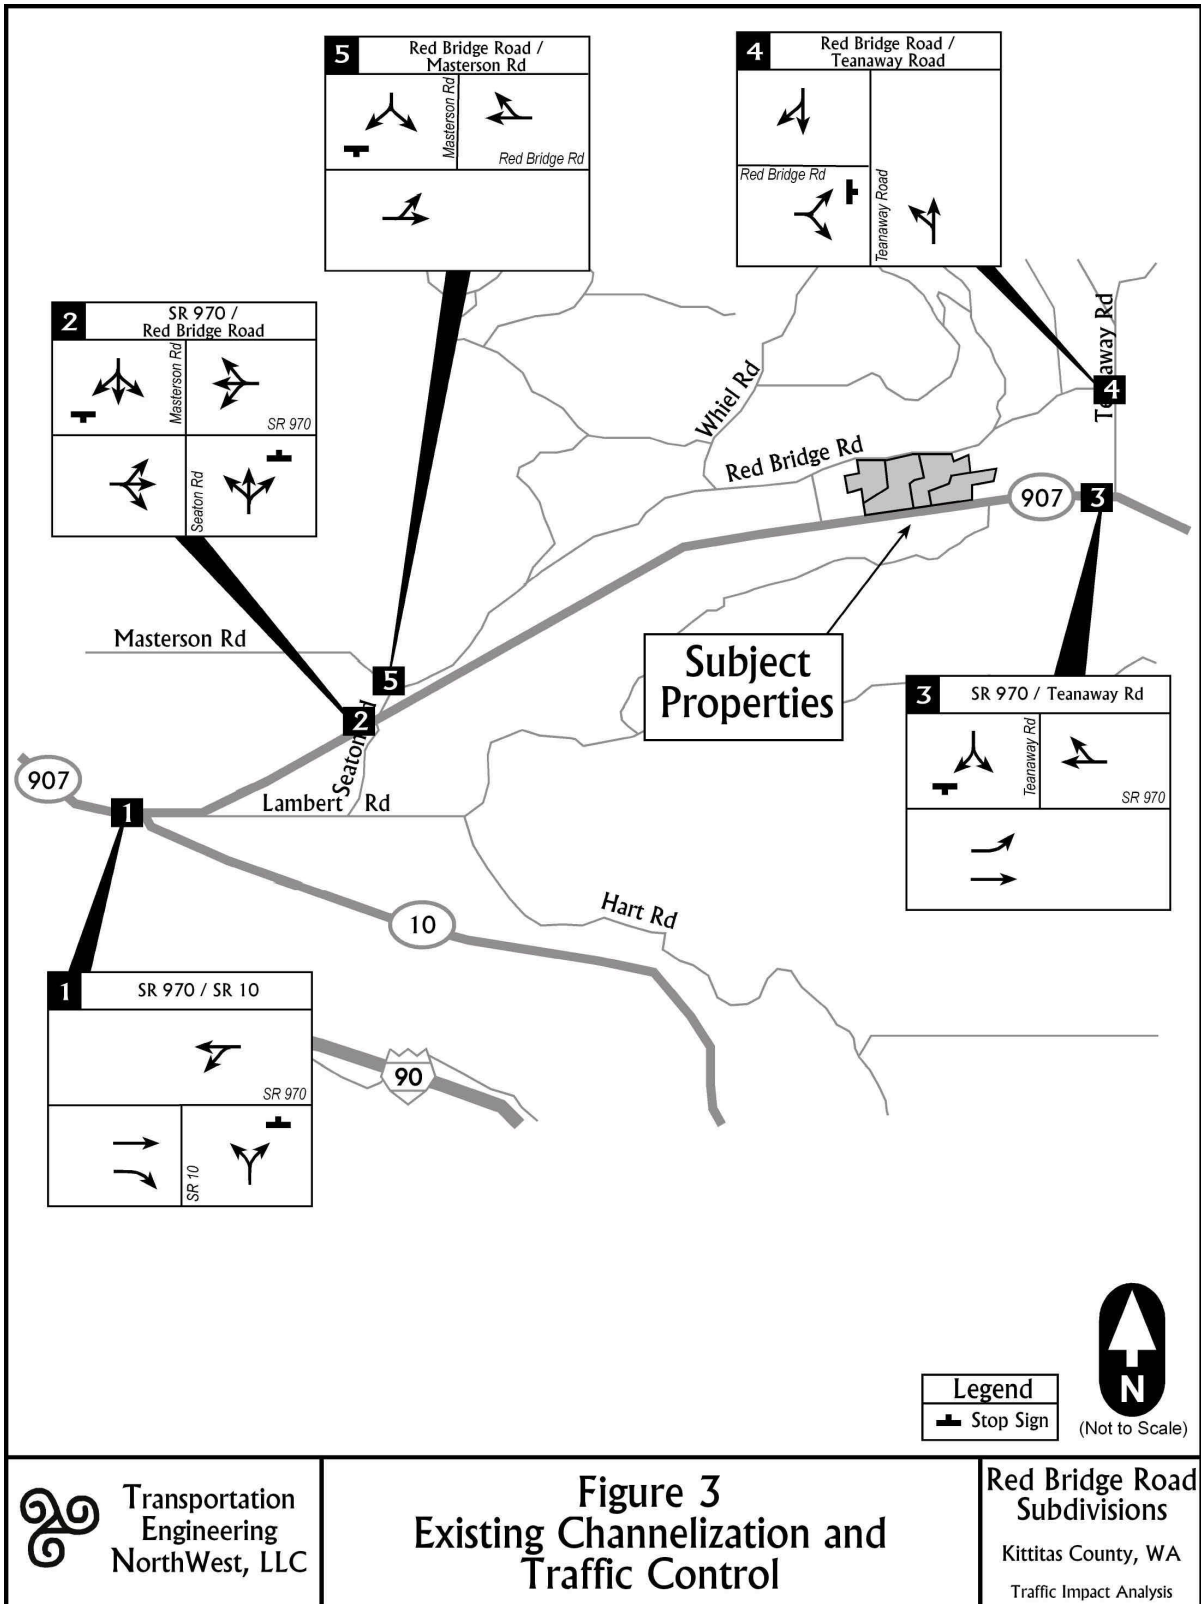 5
Red Bridge Road /
Masterson Rd
Masterson Rd
Red Bridge Rd
4
Red Bridge Road /
Teanaway Road
Red Bridge Rd
Teanaway Road
2
SR 970 /
Red Bridge Road
Masterson Rd
SR 970
Seaton Rd
Teanaway Rd
4
Whiel Rd
Red Bridge Rd
907
3
Masterson Rd
5
2
Seaton Rd
Subject
Properties
3
SR 970 / Teanaway Rd
Teanaway Rd
SR 970
907
1
Lambert Rd
10
Hart Rd
1
SR 970 / SR 10
SR 970
SR 10
90
Legend
Stop Sign
N
(Not to Scale)
Transportation
Engineering
NorthWest, LLC
Figure 3
Existing Channelization and
Traffic Control
Red Bridge Road
Subdivisions
Kittitas County, WA
Traffic Impact Analysis